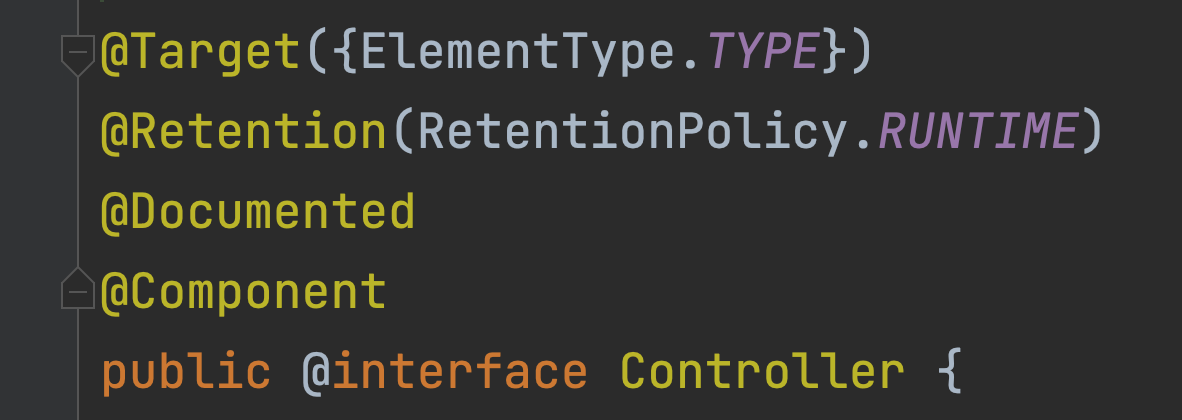 @Target({ElementType.TYPE})
@Retention(RetentionPolicy.RUNTIME)
@Documented
@Component
public @interface Controller {